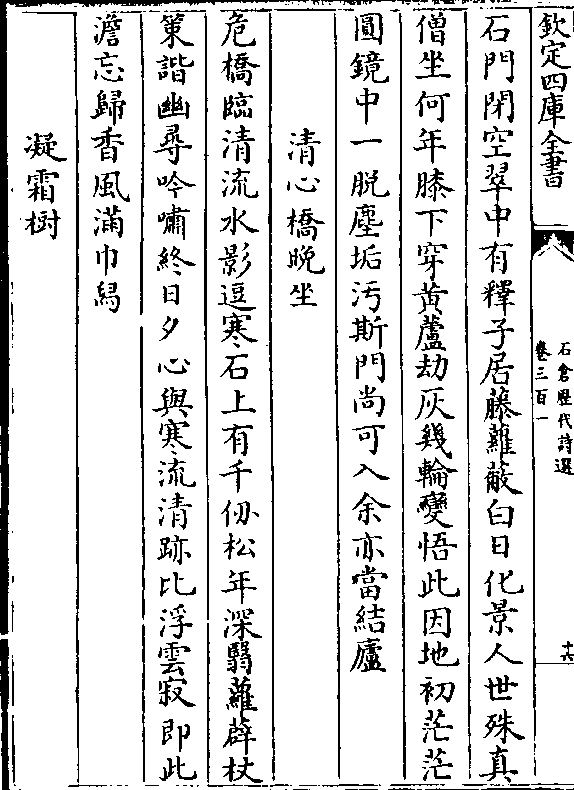 欽定四庫全書
石倉歷代詩選
卷三百一
十六
石門閉空翠中有釋子居藤蘿蔽白日化景人世殊真
僧坐何年膝下穿黃蘆劫灰幾輪變悟此因地初茫茫
圓鏡中一脫塵垢汚斯門尚可入余亦當結廬
清心橋晚坐
危橋臨清流水影逗寒石上有千仭松年深翳蘿薜杖
策諧幽尋吟嘯終日夕心與寒流清跡比浮雲寂即此
澹忘歸香風滿巾舄
凝霜樹